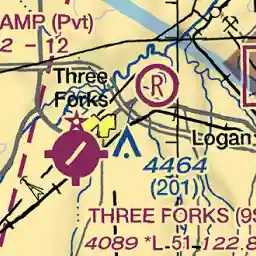 AMP (Pvt)
2 - 12
Three
Forks
R
Logan
4464
(201)
THREE FORKS (9S
4089 *L 51 122.8